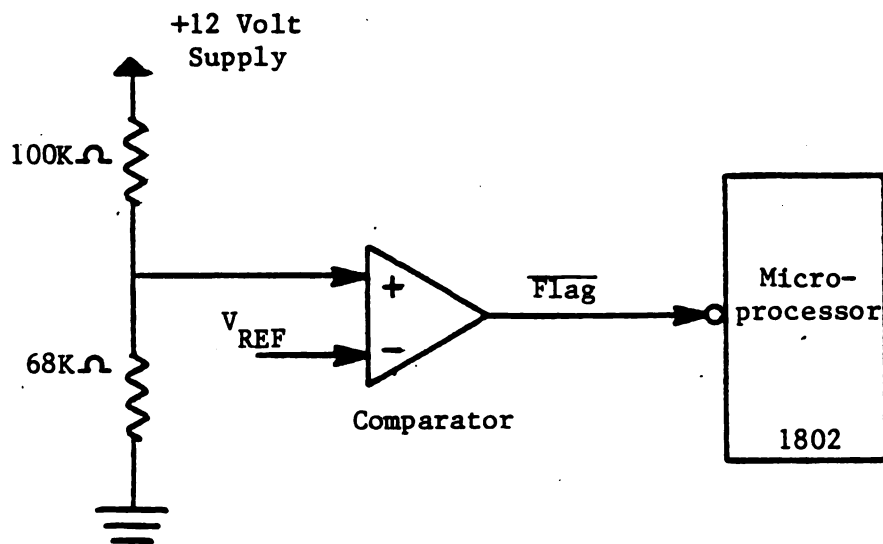 +12 Volt
Supply
100KΩ
+
Flag
Micro-
processor
V_REF
−
68KΩ
Comparator
1802